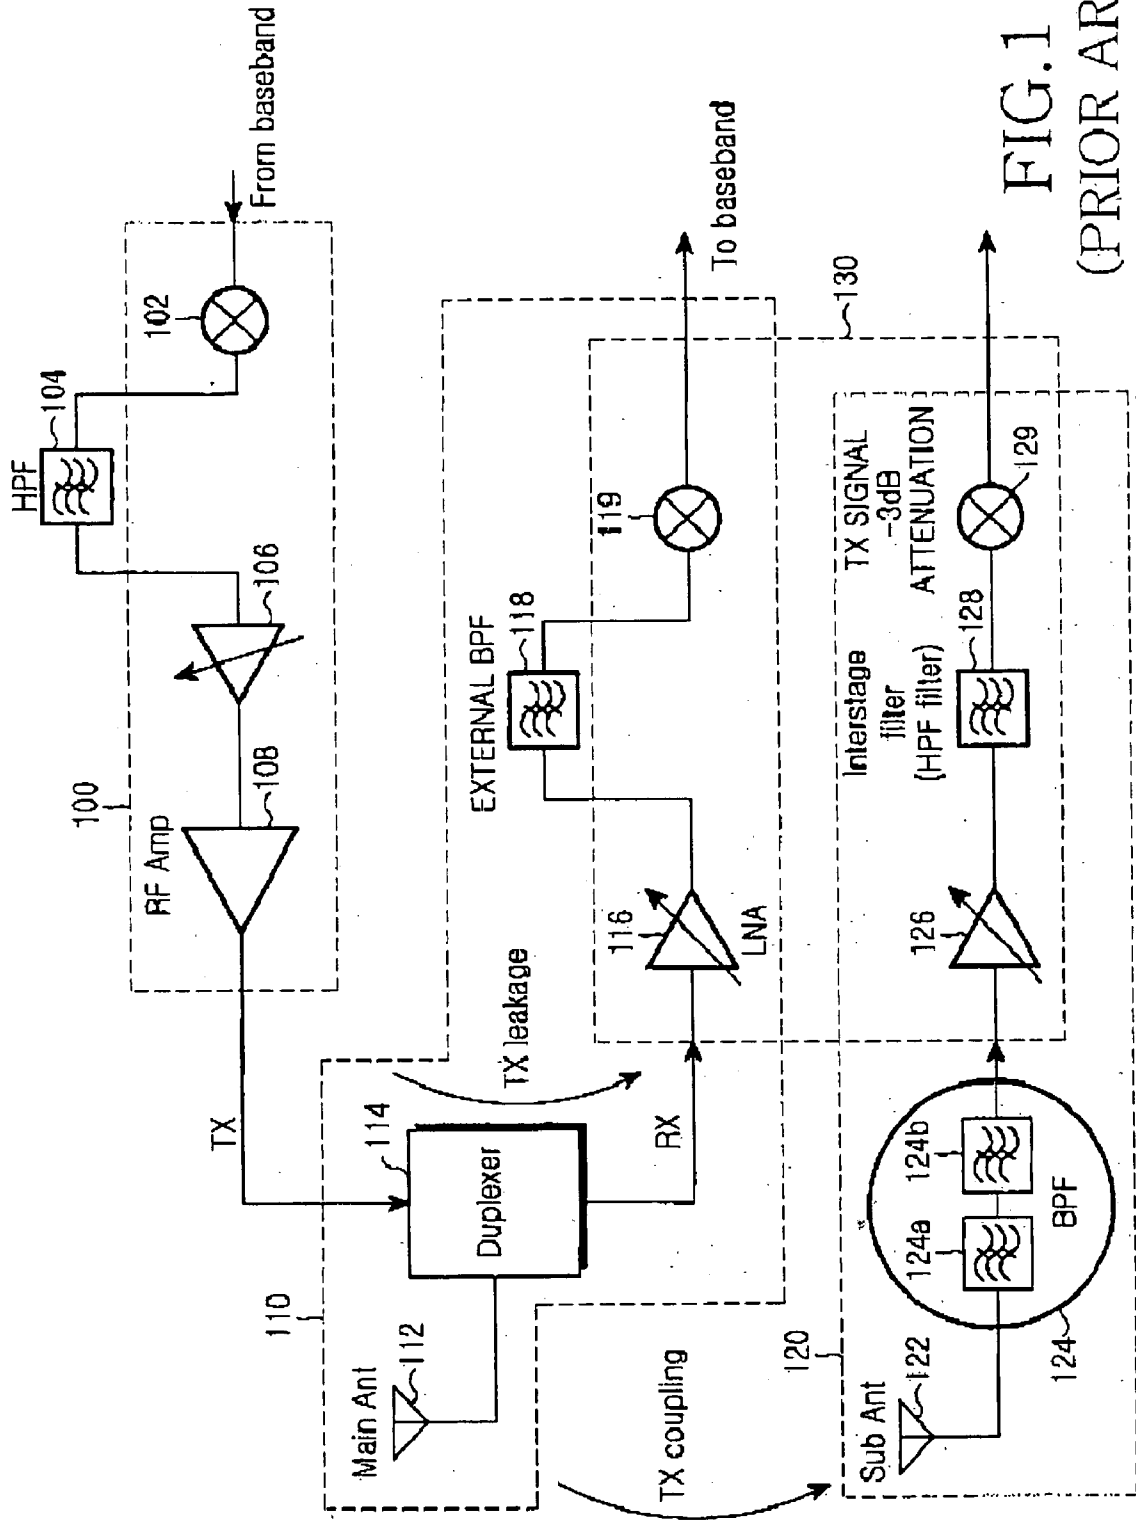 FIG.1
(PRIOR AR
From baseband
102
HPF
104
106
108
RF Amp
100
TX
To baseband
130
119
EXTERNAL BPF
118
116
LNA
TX leakage
114
Duplexer
RX
110
Main Ant
112
TX coupling
TX SIGNAL
-3dB
ATTENUATION
129
Interstage
filter
(HPF filter)
128
126
124b
124a
BPF
124
120
Sub Ant
122